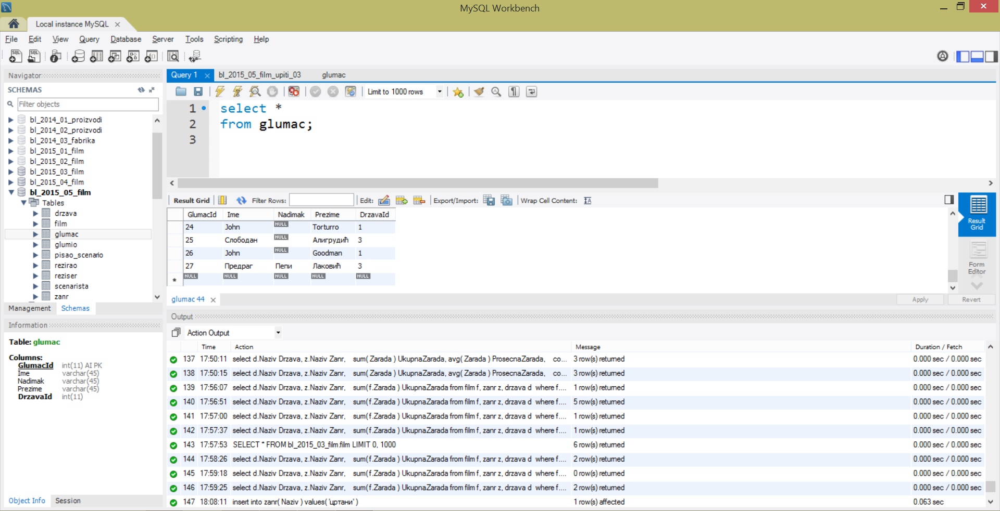 MySQL Workbench
Local instance MySQL
File Edit View Query Database Server Tools Scripting Help
Navigator
SCHEMAS
Filter objects
bl_2014_01_proizvodi
bl_2014_02_proizvodi
bl_2014_03_fabrika
bl_2015_01_film
bl_2015_02_film
bl_2015_03_film
bl_2015_04_film
bl_2015_05_film
Tables
drzava
film
glumac
glumio
pisao_scenario
rezirao
reziser
scenarista
zanr
Management Schemas
Information
Table: glumac
Columns:
GlumacId int(11) AI PK
Ime varchar(45)
Nadimak varchar(45)
Prezime varchar(45)
DrzavaId int(11)
Object Info Session
Query 1 bl_2015_05_film_upiti_03 glumac
Limit to 1000 rows
1 select *
2 from glumac;
3
Result Grid Filter Rows: Edit: Export/Import: Wrap Cell Content:
GlumacId Ime Nadimak Prezime DrzavaId
24 John NULL Torturro 1
25 Слободан NULL Алигрудић 3
26 John NULL Goodman 1
27 Предраг Пепи Лаковић 3
* NULL NULL NULL NULL NULL
Result Grid
Form Editor
glumac 44
Apply Revert
Output
Action Output
Time Action Message Duration / Fetch
137 17:50:11 select d.Naziv Drzava, z.Naziv Zanr, sum( Zarada ) UkupnaZarada, avg( Zarada ) ProsecnaZarada, co... 3 row(s) returned 0.000 sec / 0.000 sec
138 17:50:15 select d.Naziv Drzava, z.Naziv Zanr, sum( Zarada ) UkupnaZarada, avg( Zarada ) ProsecnaZarada, co... 3 row(s) returned 0.000 sec / 0.000 sec
139 17:56:07 select d.Naziv Drzava, z.Naziv Zanr, sum( f.Zarada ) UkupnaZarada from film f, zanr z, drzava d where f.... 1 row(s) returned 0.000 sec / 0.000 sec
140 17:56:51 select d.Naziv Drzava, z.Naziv Zanr, sum( f.Zarada ) UkupnaZarada from film f, zanr z, drzava d where f.... 5 row(s) returned 0.000 sec / 0.000 sec
141 17:57:00 select d.Naziv Drzava, z.Naziv Zanr, sum( f.Zarada ) UkupnaZarada from film f, zanr z, drzava d where f.... 1 row(s) returned 0.000 sec / 0.000 sec
142 17:57:37 select d.Naziv Drzava, z.Naziv Zanr, sum( f.Zarada ) UkupnaZarada from film f, zanr z, drzava d where f.... 1 row(s) returned 0.000 sec / 0.000 sec
143 17:57:53 SELECT * FROM bl_2015_03_film.film LIMIT 0, 1000 6 row(s) returned 0.000 sec / 0.000 sec
144 17:58:26 select d.Naziv Drzava, z.Naziv Zanr, sum( f.Zarada ) UkupnaZarada from film f, zanr z, drzava d where f.... 2 row(s) returned 0.000 sec / 0.000 sec
145 17:59:18 select d.Naziv Drzava, z.Naziv Zanr, sum( f.Zarada ) UkupnaZarada from film f, zanr z, drzava d where f.... 0 row(s) returned 0.000 sec / 0.000 sec
146 17:59:25 select d.Naziv Drzava, z.Naziv Zanr, sum( f.Zarada ) UkupnaZarada from film f, zanr z, drzava d where f.... 2 row(s) returned 0.000 sec / 0.000 sec
147 18:08:11 insert into zanr( Naziv ) values( 'цртани' ) 1 row(s) affected 0.063 sec